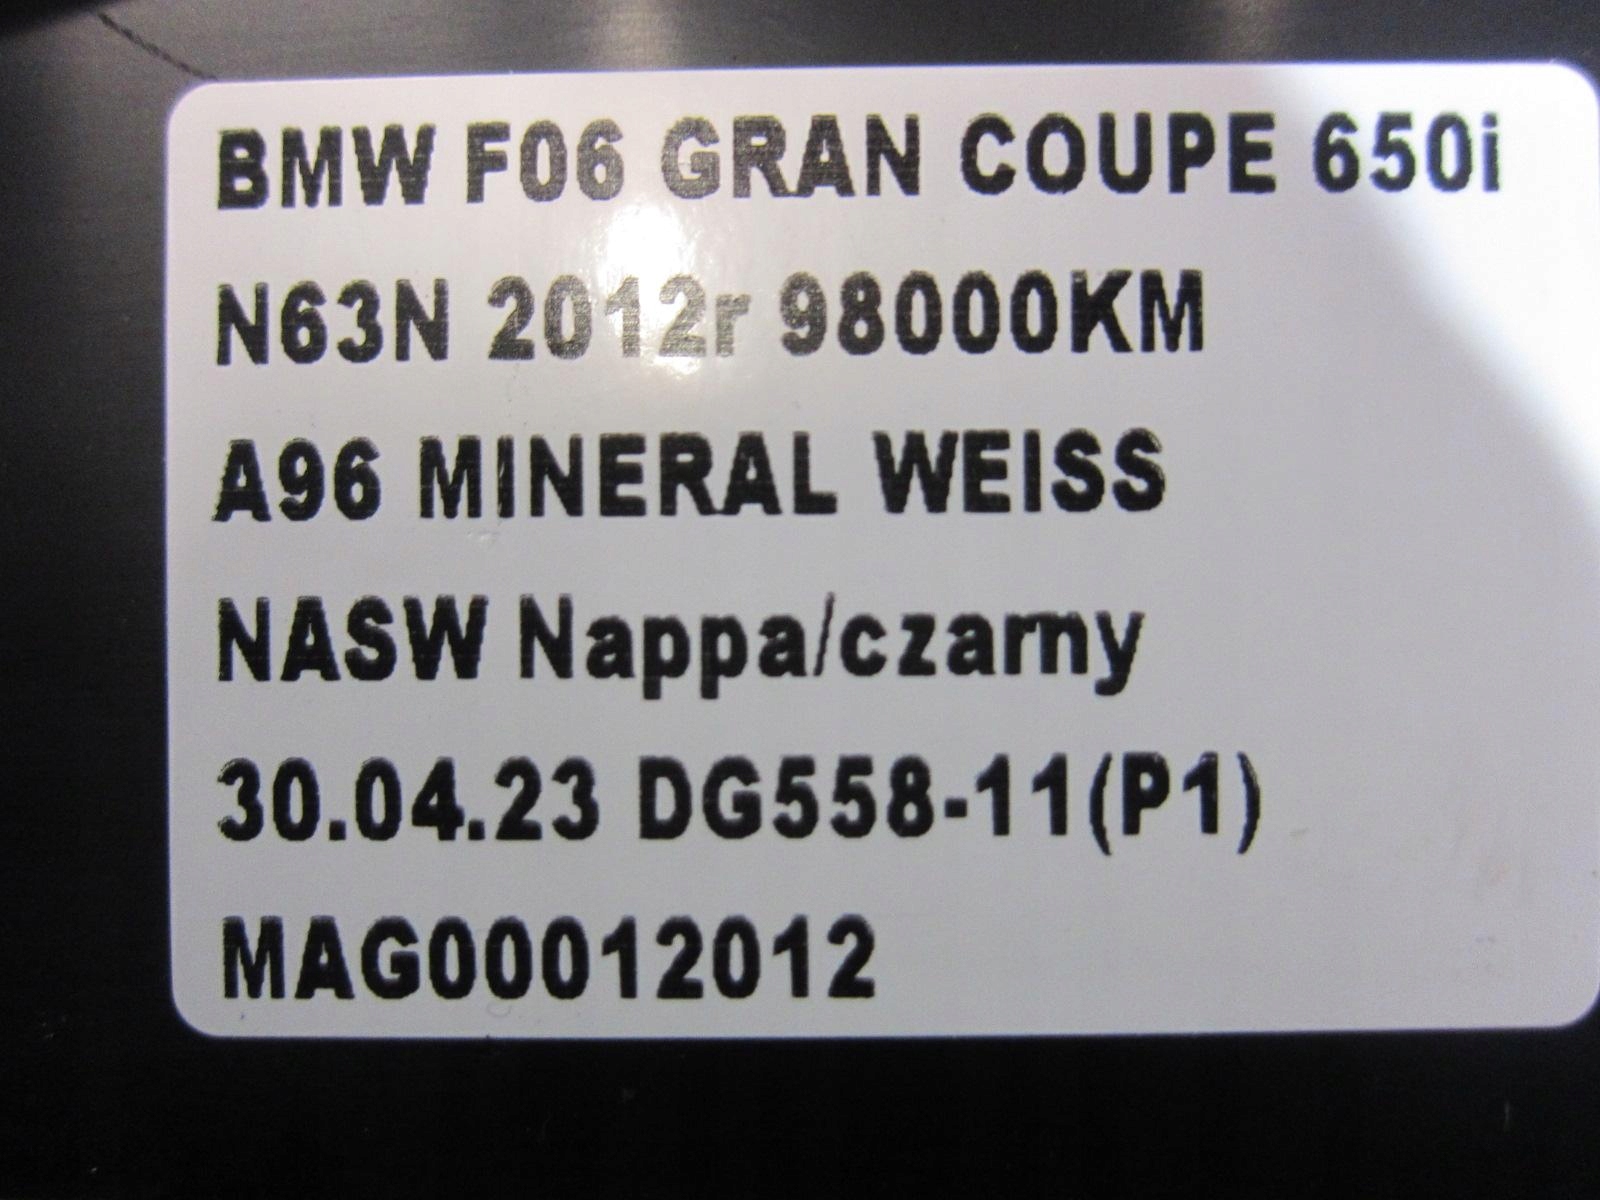 BMW F06 GRAN COUPE 650i
N63N 2012r 98000KM
A96 MINERAL WEISS
NASW Nappa/czarny
30.04.23 DG558-11(P1)
MAG00012012